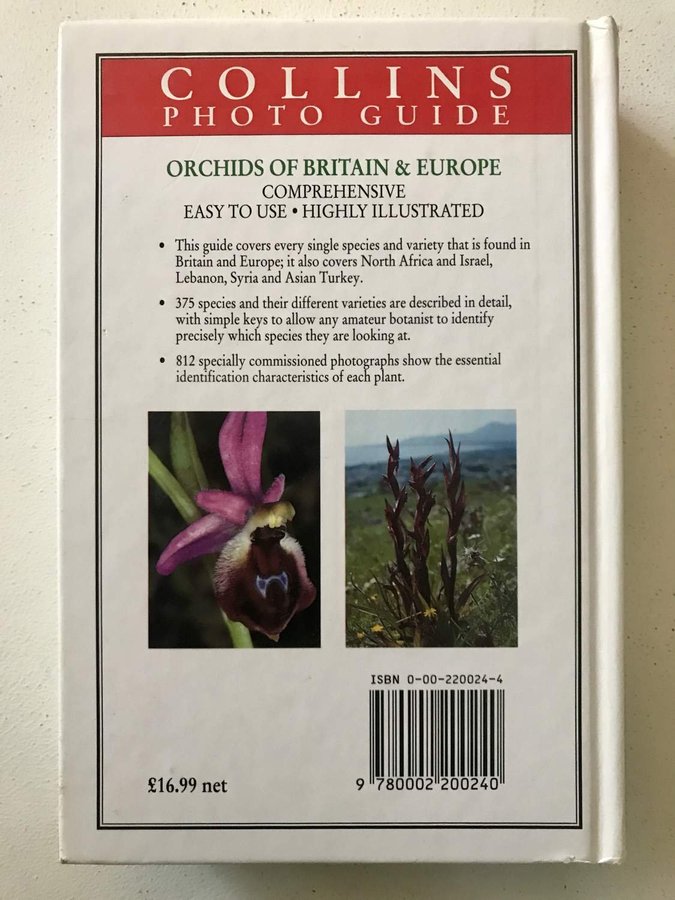 COLLINS
PHOTO GUIDE
ORCHIDS OF BRITAIN & EUROPE
COMPREHENSIVE
EASY TO USE • HIGHLY ILLUSTRATED
• This guide covers every single species and variety that is found in
Britain and Europe; it also covers North Africa and Israel,
Lebanon, Syria and Asian Turkey.
• 375 species and their different varieties are described in detail,
with simple keys to allow any amateur botanist to identify
precisely which species they are looking at.
• 812 specially commissioned photographs show the essential
identification characteristics of each plant.
ISBN 0-00-220024-4
9 780002 200240
£16.99 net